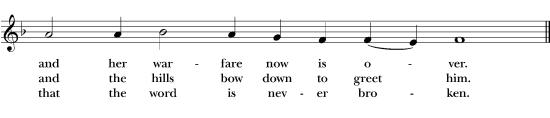 and her war - fare now is o - ver.
and the hills bow down to greet him.
that the word is nev - er bro - ken.